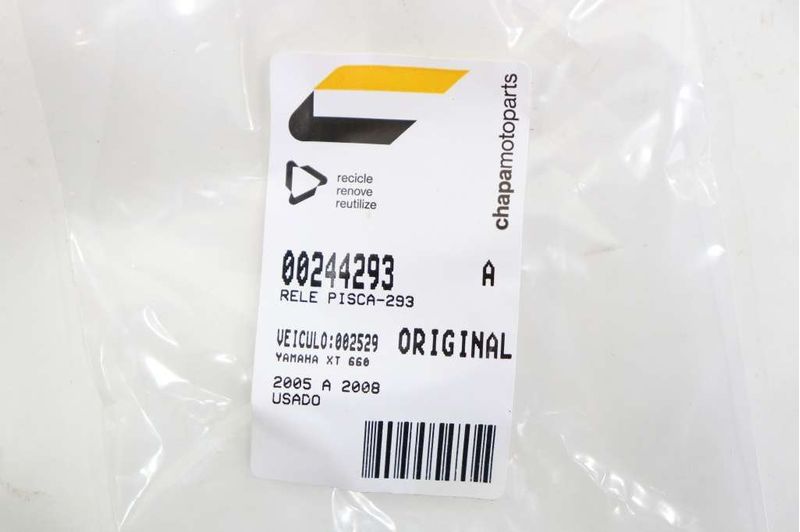 chapamotoparts
recicle
renove
reutilize
00244293 A
RELE PISCA-293
VEICULO:002529 ORIGINAL
YAMAHA XT 660
2005 A 2008
USADO